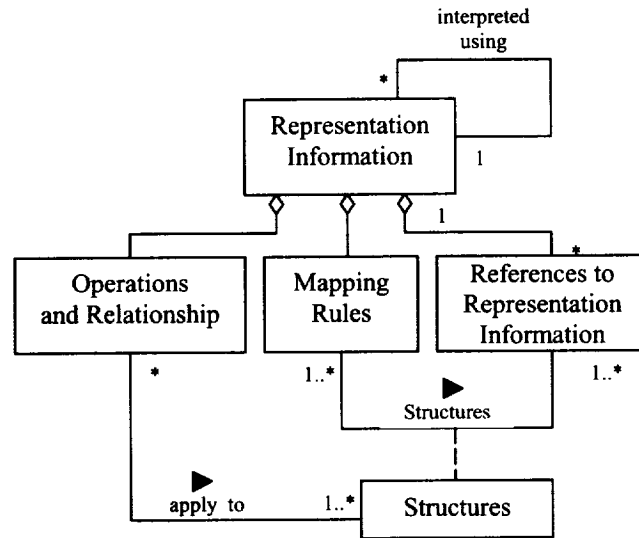 interpreted
using
*
Representation
Information
1
1
Operations
and Relationship
Mapping
Rules
*
References to
Representation
Information
*
1..*
1..*
Structures
apply to
1..*
Structures